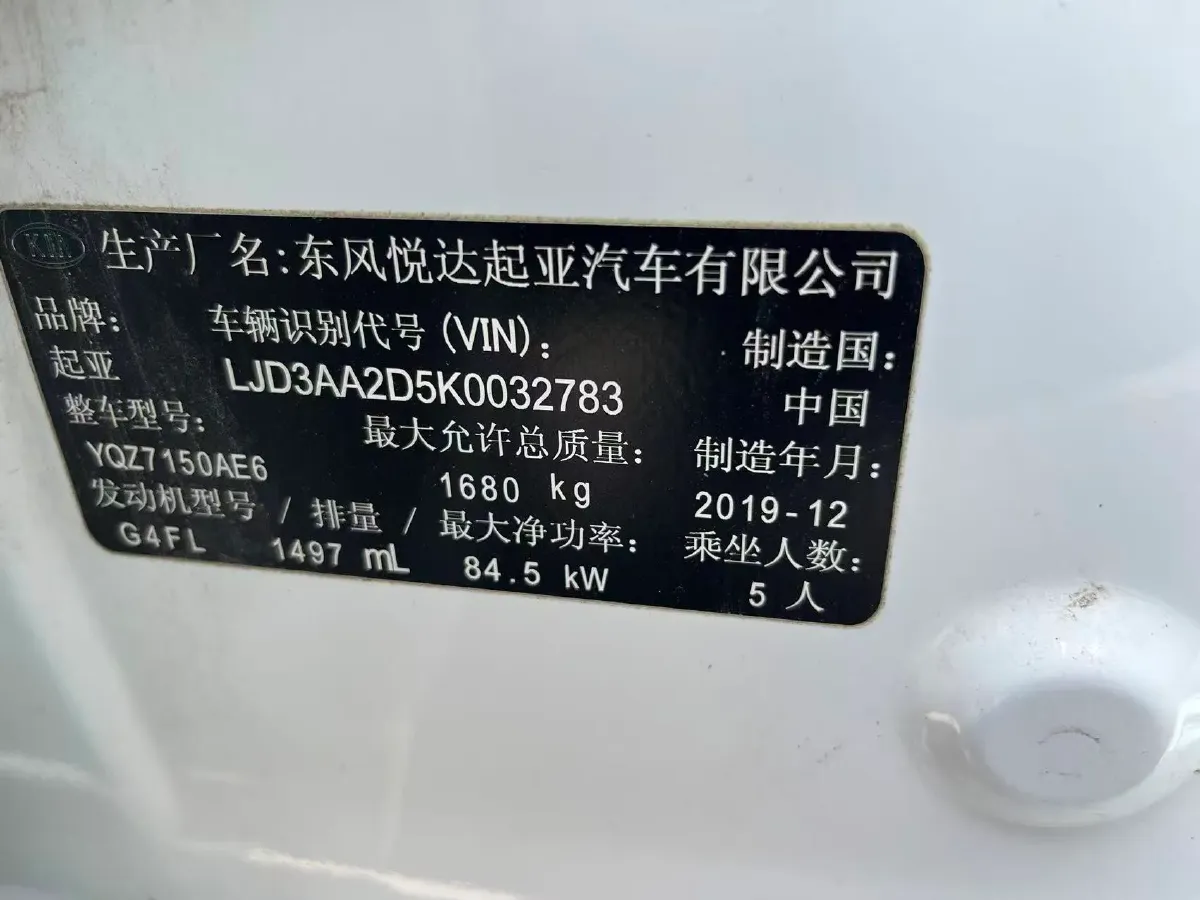 KIA 生产厂名:东风悦达起亚汽车有限公司
品牌: 车辆识别代号(VIN): 制造国:
起亚 LJD3AA2D5K0032783 中国
整车型号: 最大允许总质量: 制造年月:
YQZ7150AE6 1680 kg 2019-12
发动机型号 / 排量 / 最大净功率: 乘坐人数:
G4FL 1497 mL 84.5 kW 5 人